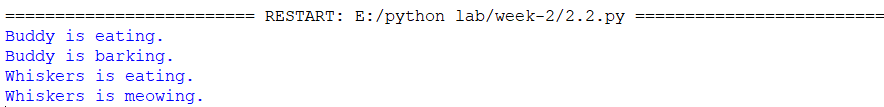 ========================= RESTART: E:/python lab/week-2/2.2.py =========================
Buddy is eating.
Buddy is barking.
Whiskers is eating.
Whiskers is meowing.